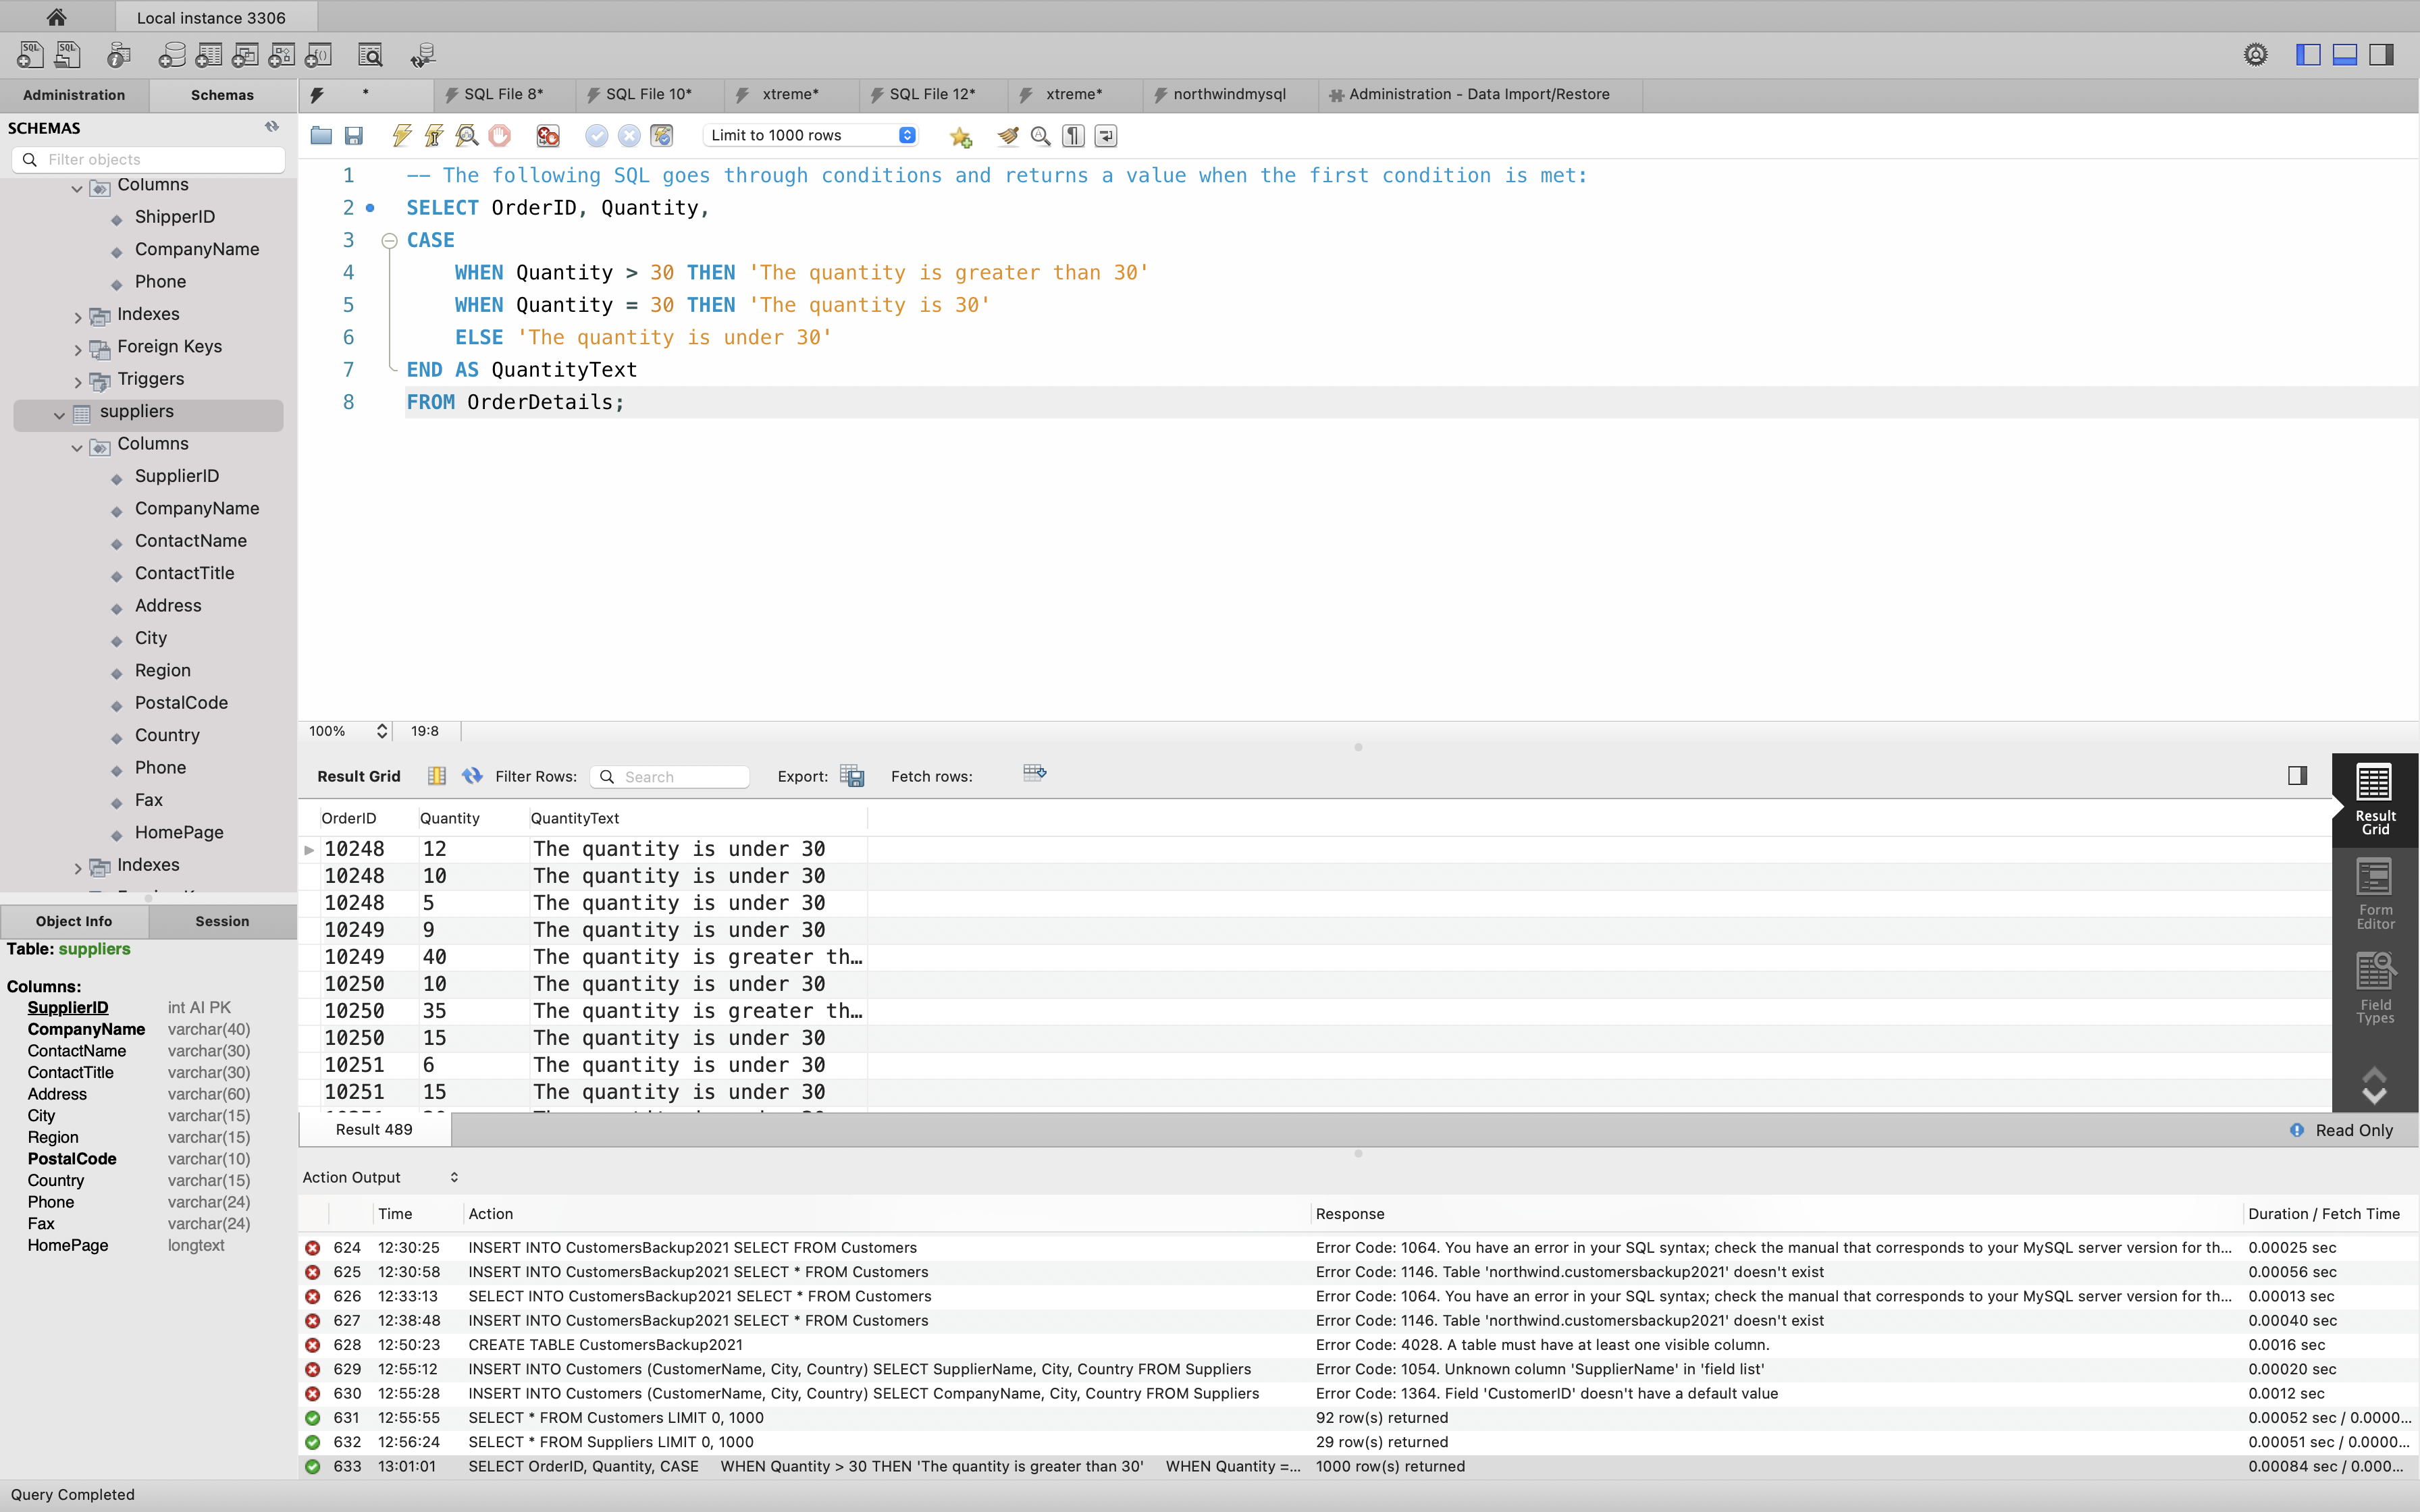 Local instance 3306
Administration
Schemas
*
SQL File 8*
SQL File 10*
xtreme*
SQL File 12*
xtreme*
northwindmysql
Administration - Data Import/Restore
SCHEMAS
Filter objects
Columns
ShipperID
CompanyName
Phone
Indexes
Foreign Keys
Triggers
suppliers
Columns
SupplierID
CompanyName
ContactName
ContactTitle
Address
City
Region
PostalCode
Country
Phone
Fax
HomePage
Indexes
Object Info
Session
Table: suppliers
Columns:
SupplierID int AI PK
CompanyName varchar(40)
ContactName varchar(30)
ContactTitle varchar(30)
Address varchar(60)
City varchar(15)
Region varchar(15)
PostalCode varchar(10)
Country varchar(15)
Phone varchar(24)
Fax varchar(24)
HomePage longtext
Limit to 1000 rows
1 -- The following SQL goes through conditions and returns a value when the first condition is met:
2 SELECT OrderID, Quantity,
3 CASE
4 WHEN Quantity > 30 THEN 'The quantity is greater than 30'
5 WHEN Quantity = 30 THEN 'The quantity is 30'
6 ELSE 'The quantity is under 30'
7 END AS QuantityText
8 FROM OrderDetails;
100% 19:8
Result Grid Filter Rows: Search Export: Fetch rows:
OrderID Quantity QuantityText
10248 12 The quantity is under 30
10248 10 The quantity is under 30
10248 5 The quantity is under 30
10249 9 The quantity is under 30
10249 40 The quantity is greater th...
10250 10 The quantity is under 30
10250 35 The quantity is greater th...
10250 15 The quantity is under 30
10251 6 The quantity is under 30
10251 15 The quantity is under 30
Result
Grid
Form
Editor
Field
Types
Result 489
Read Only
Action Output
Time Action Response Duration / Fetch Time
624 12:30:25 INSERT INTO CustomersBackup2021 SELECT FROM Customers Error Code: 1064. You have an error in your SQL syntax; check the manual that corresponds to your MySQL server version for th... 0.00025 sec
625 12:30:58 INSERT INTO CustomersBackup2021 SELECT * FROM Customers Error Code: 1146. Table 'northwind.customersbackup2021' doesn't exist 0.00056 sec
626 12:33:13 SELECT INTO CustomersBackup2021 SELECT * FROM Customers Error Code: 1064. You have an error in your SQL syntax; check the manual that corresponds to your MySQL server version for th... 0.00013 sec
627 12:38:48 INSERT INTO CustomersBackup2021 SELECT * FROM Customers Error Code: 1146. Table 'northwind.customersbackup2021' doesn't exist 0.00040 sec
628 12:50:23 CREATE TABLE CustomersBackup2021 Error Code: 4028. A table must have at least one visible column. 0.0016 sec
629 12:55:12 INSERT INTO Customers (CustomerName, City, Country) SELECT SupplierName, City, Country FROM Suppliers Error Code: 1054. Unknown column 'SupplierName' in 'field list' 0.00020 sec
630 12:55:28 INSERT INTO Customers (CustomerName, City, Country) SELECT CompanyName, City, Country FROM Suppliers Error Code: 1364. Field 'CustomerID' doesn't have a default value 0.0012 sec
631 12:55:55 SELECT * FROM Customers LIMIT 0, 1000 92 row(s) returned 0.00052 sec / 0.0000...
632 12:56:24 SELECT * FROM Suppliers LIMIT 0, 1000 29 row(s) returned 0.00051 sec / 0.0000...
633 13:01:01 SELECT OrderID, Quantity, CASE WHEN Quantity > 30 THEN 'The quantity is greater than 30' WHEN Quantity =... 1000 row(s) returned 0.00084 sec / 0.000...
Query Completed